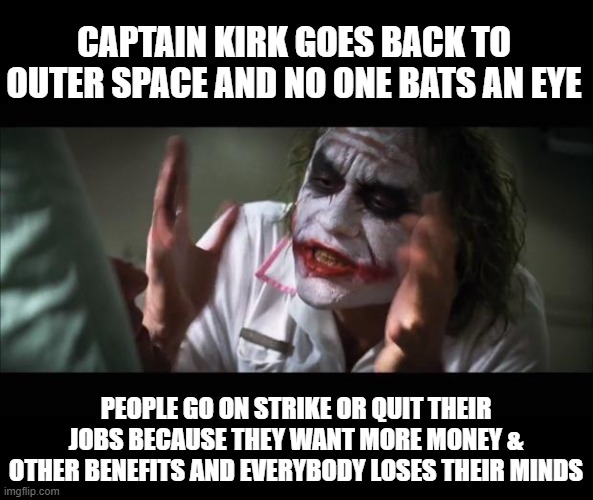 CAPTAIN KIRK GOES BACK TO
OUTER SPACE AND NO ONE BATS AN EYE
PEOPLE GO ON STRIKE OR QUIT THEIR
JOBS BECAUSE THEY WANT MORE MONEY &
OTHER BENEFITS AND EVERYBODY LOSES THEIR MINDS
imgflip.com